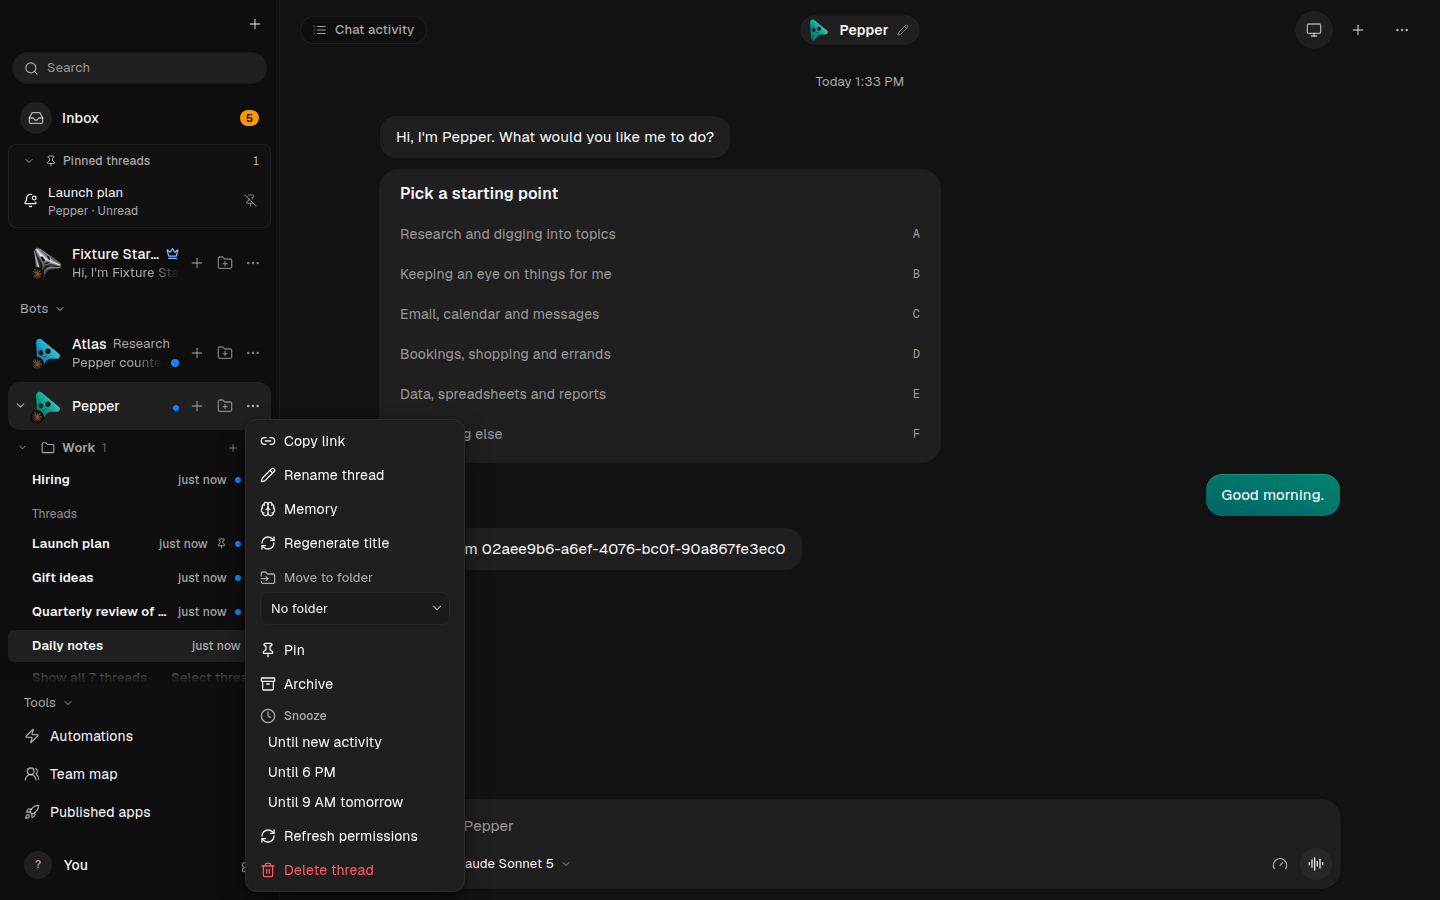 Search
Inbox
5
Pinned threads
1
Launch plan
Pepper · Unread
Fixture Star...
Hi, I'm Fixture Sta
Bots
Atlas Research
Pepper counte
Pepper
Work 1
Hiring just now
Threads
Launch plan just now
Gift ideas just now
Quarterly review of ... just now
Daily notes just now
Show all 7 threads Select threa
Tools
Automations
Team map
Published apps
? You
Copy link
Rename thread
Memory
Regenerate title
Move to folder
No folder
Pin
Archive
Snooze
Until new activity
Until 6 PM
Until 9 AM tomorrow
Refresh permissions
Delete thread
Chat activity
Pepper
Today 1:33 PM
Hi, I'm Pepper. What would you like me to do?
Pick a starting point
Research and digging into topics A
Keeping an eye on things for me B
Email, calendar and messages C
Bookings, shopping and errands D
Data, spreadsheets and reports E
g else F
Good morning.
m 02aee9b6-a6ef-4076-bc0f-90a867fe3ec0
Pepper
aude Sonnet 5